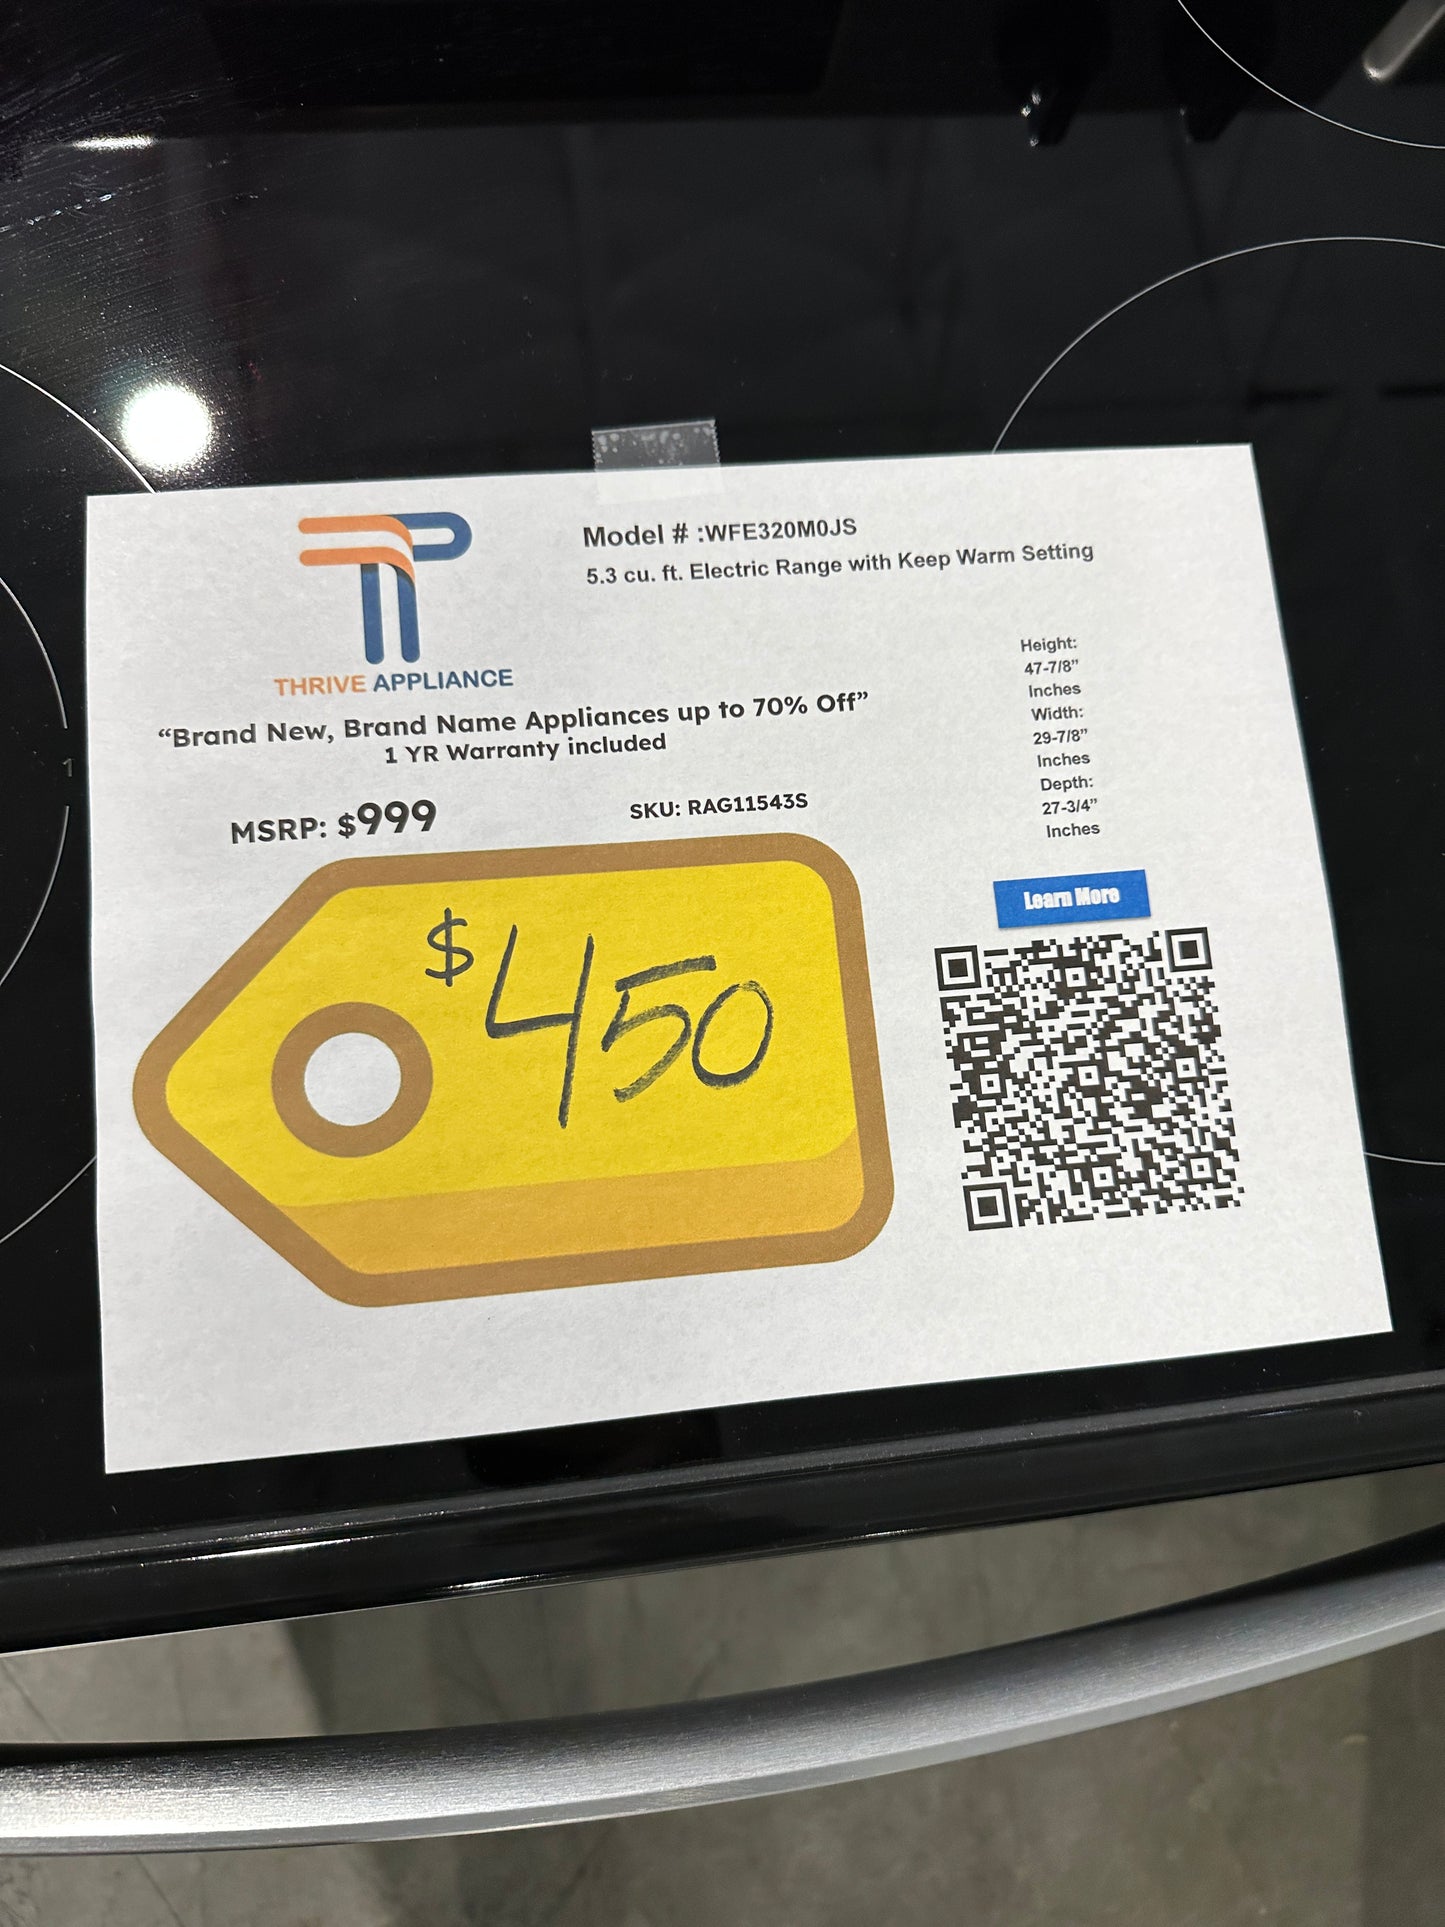 THRIVE APPLIANCE
Model # :WFE320M0JS
5.3 cu. ft. Electric Range with Keep Warm Setting
“Brand New, Brand Name Appliances up to 70% Off”
1 YR Warranty included
MSRP: $999
SKU: RAG11543S
$450
Height:
47-7/8”
Inches
Width:
29-7/8”
Inches
Depth:
27-3/4”
Inches
Learn More
1